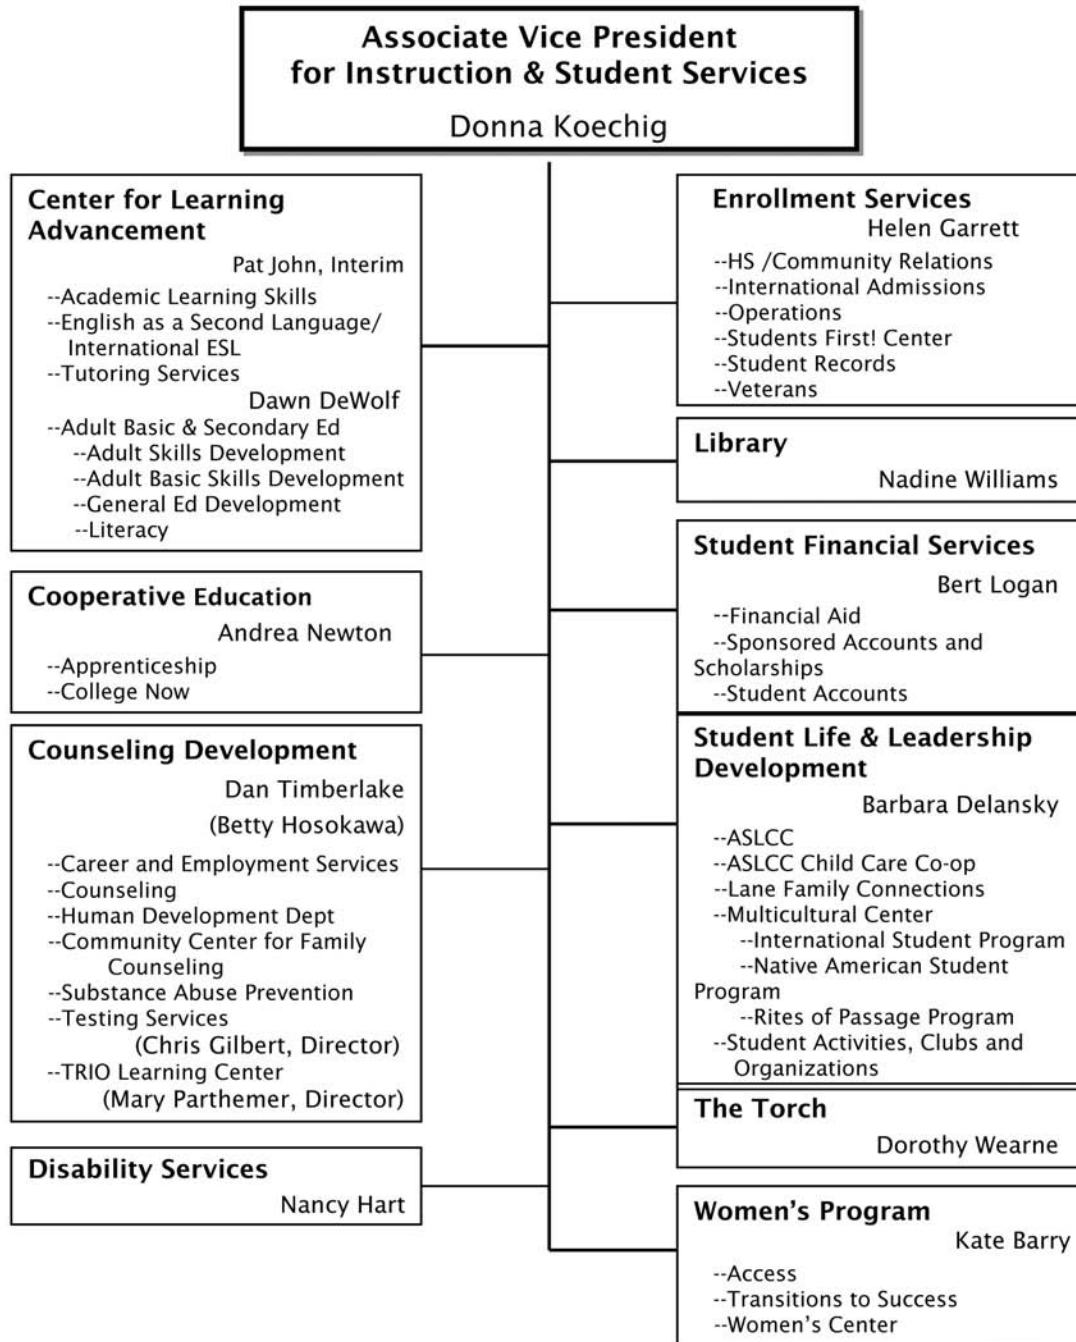 Associate Vice President
for Instruction & Student Services
Donna Koechig
Center for Learning
Advancement
Pat John, Interim
--Academic Learning Skills
--English as a Second Language/
International ESL
--Tutoring Services
Dawn DeWolf
--Adult Basic & Secondary Ed
--Adult Skills Development
--Adult Basic Skills Development
--General Ed Development
--Literacy
Cooperative Education
Andrea Newton
--Apprenticeship
--College Now
Counseling Development
Dan Timberlake
(Betty Hosokawa)
--Career and Employment Services
--Counseling
--Human Development Dept
--Community Center for Family
Counseling
--Substance Abuse Prevention
--Testing Services
(Chris Gilbert, Director)
--TRIO Learning Center
(Mary Parthemer, Director)
Disability Services
Nancy Hart
Enrollment Services
Helen Garrett
--HS /Community Relations
--International Admissions
--Operations
--Students First! Center
--Student Records
--Veterans
Library
Nadine Williams
Student Financial Services
Bert Logan
--Financial Aid
--Sponsored Accounts and
Scholarships
--Student Accounts
Student Life & Leadership
Development
Barbara Delansky
--ASLCC
--ASLCC Child Care Co-op
--Lane Family Connections
--Multicultural Center
--International Student Program
--Native American Student
Program
--Rites of Passage Program
--Student Activities, Clubs and
Organizations
The Torch
Dorothy Wearne
Women's Program
Kate Barry
--Access
--Transitions to Success
--Women's Center